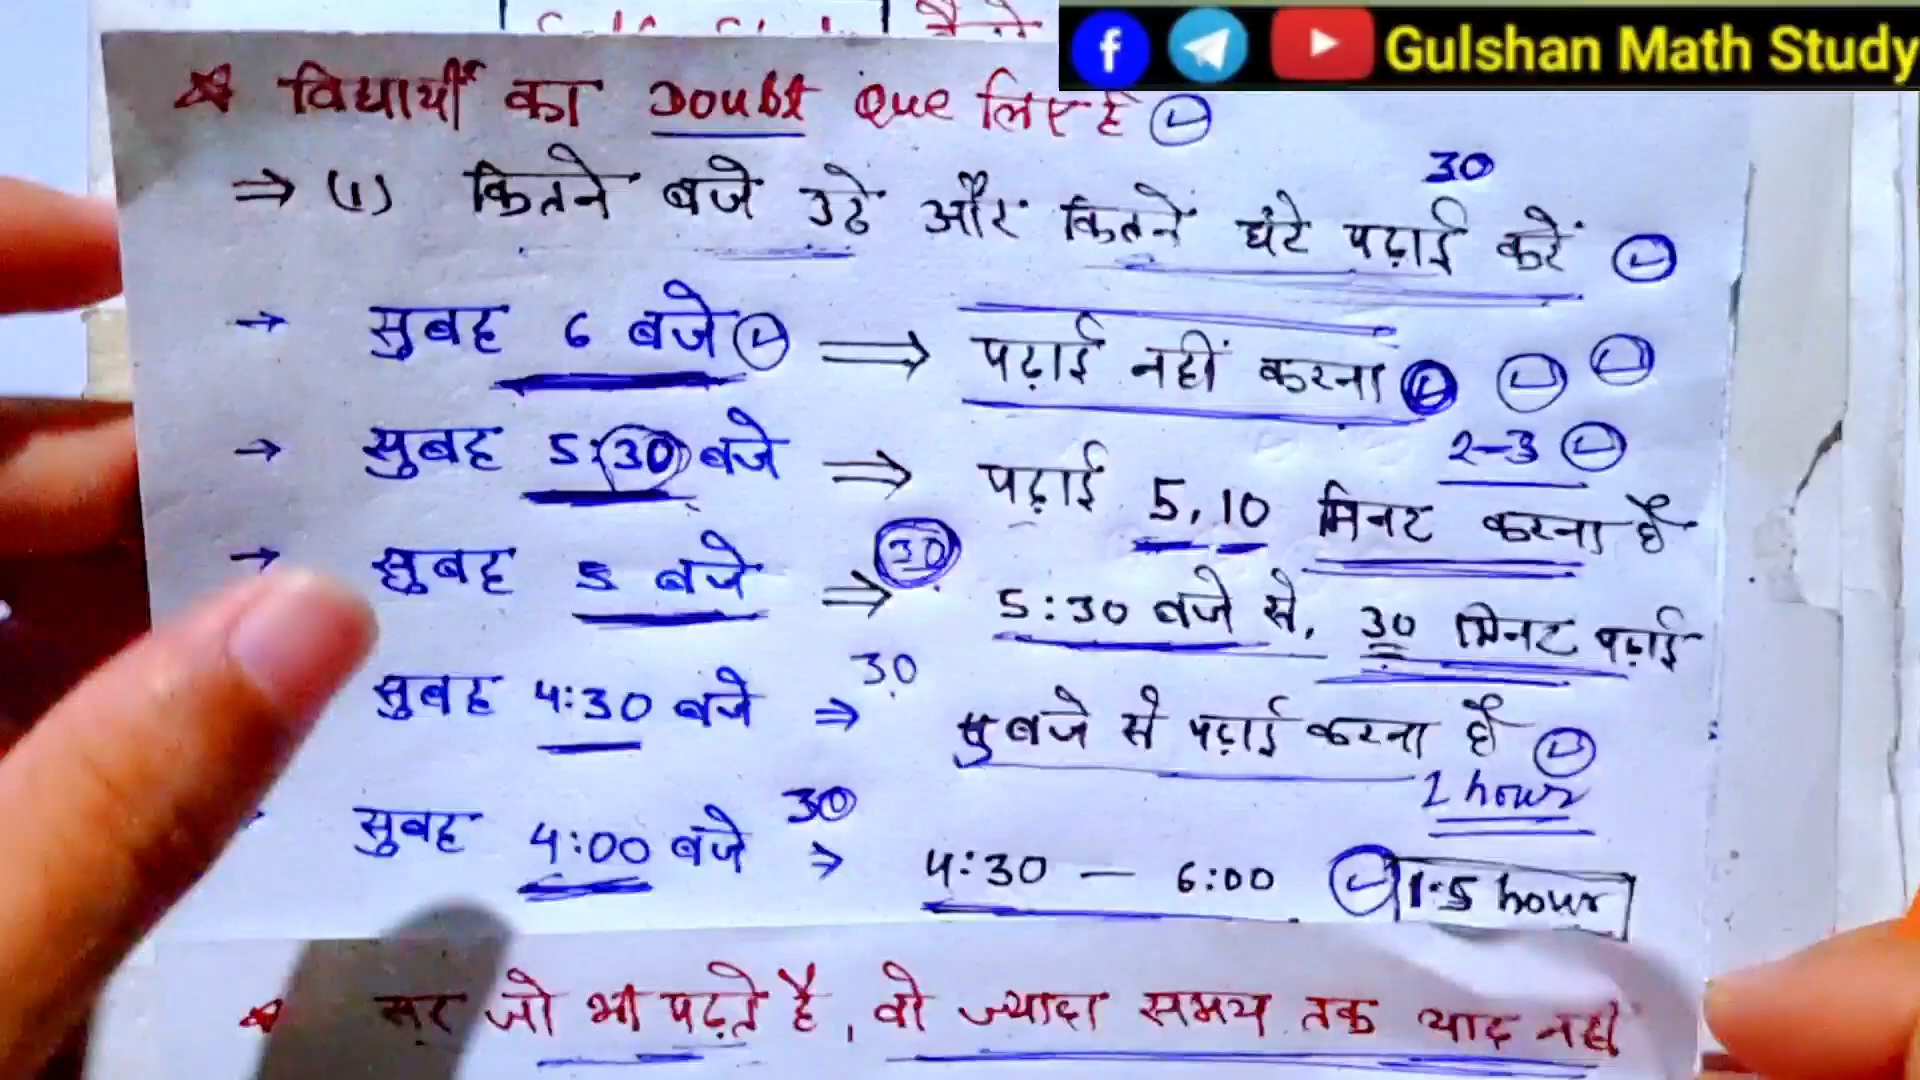 Gulshan Math Study
विद्यार्थी का Doubt Que लिए है
⇒ (1) कितने बजे उठे और कितने घंटे पढ़ाई करें
30
→ सुबह 6 बजे ⇒ पढ़ाई नहीं करना
→ सुबह 5:30 बजे ⇒ पढ़ाई 5, 10 मिनट करना है
2-3
→ सुबह 5 बजे ⇒ 5:30 बजे से, 30 मिनट पढ़ाई
30
सुबह 4:30 बजे ⇒ बजे से पढ़ाई करना है
30
1 hour
सुबह 4:00 बजे ⇒ 4:30 — 6:00 1.5 hour
30
सर जो भी पढ़ते है, वो ज्यादा समय तक याद नहीं